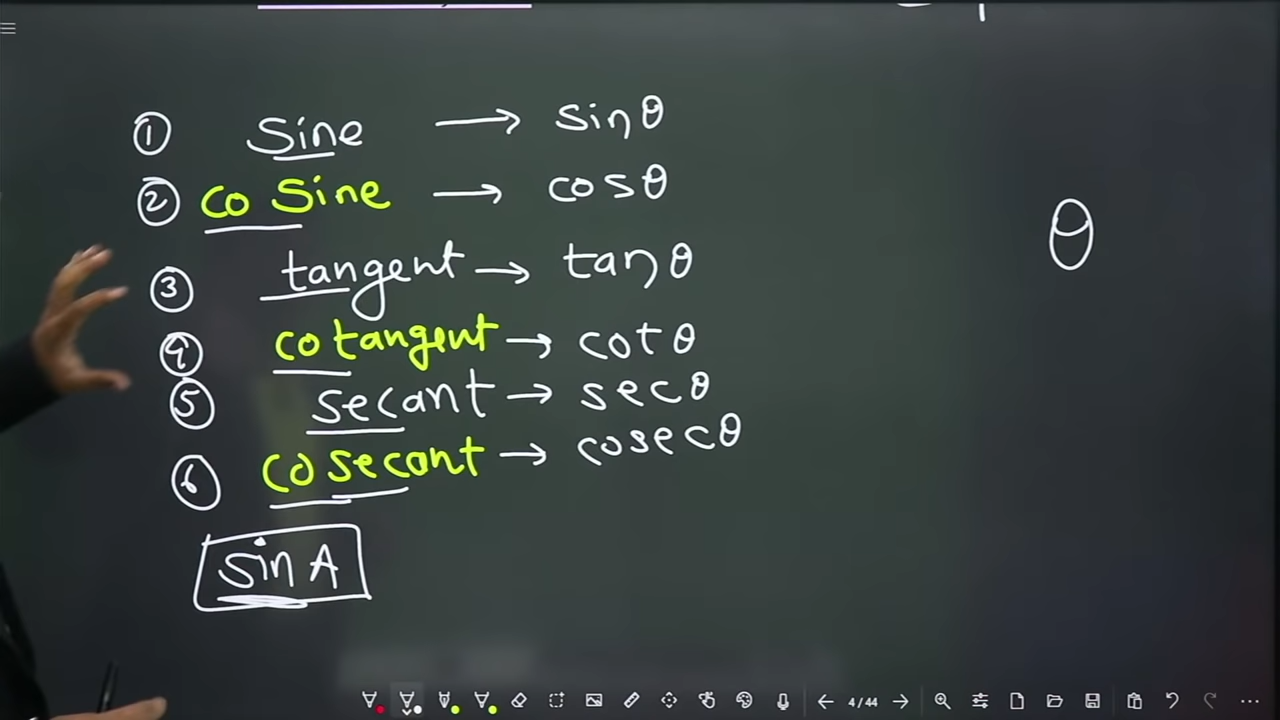 ① Sine → sinθ
② co Sine → cosθ
③ tangent → tanθ
④ cotangent → cotθ
⑤ secant → secθ
⑥ cosecant → cosecθ
θ
sin A
4/44